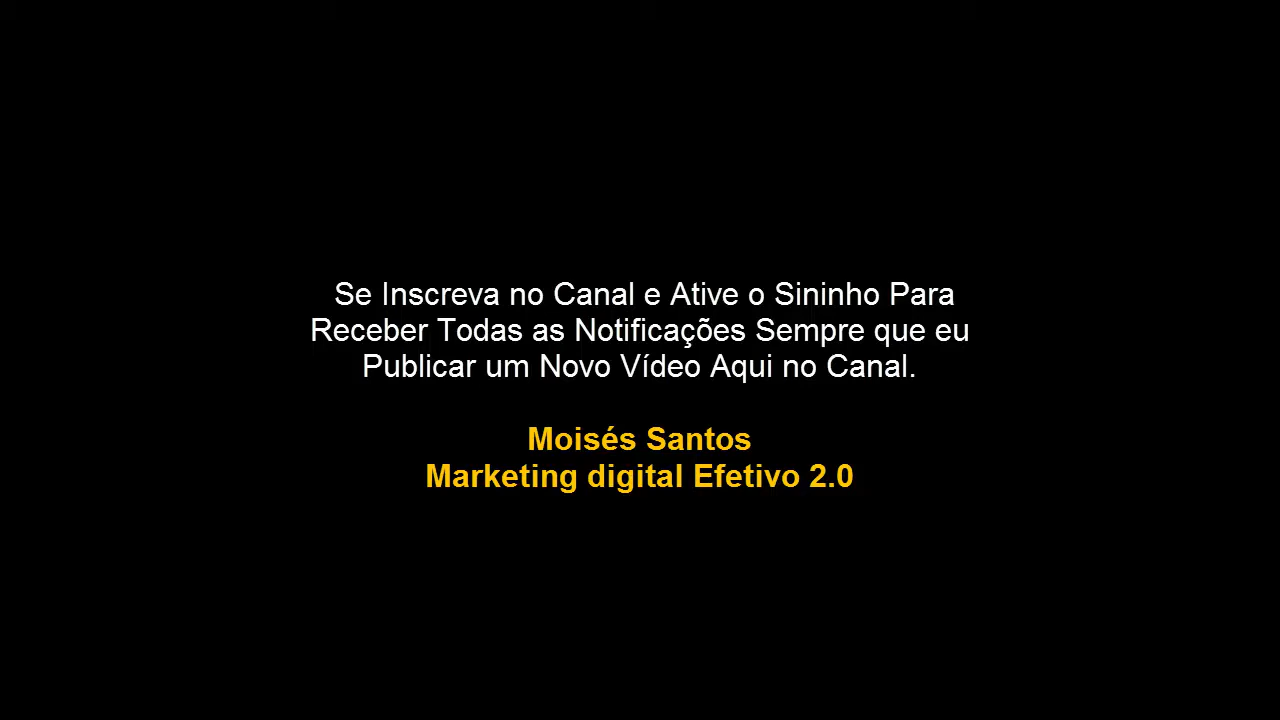 Se Inscreva no Canal e Ative o Sininho Para
Receber Todas as Notificações Sempre que eu
Publicar um Novo Vídeo Aqui no Canal.
Moisés Santos
Marketing digital Efetivo 2.0